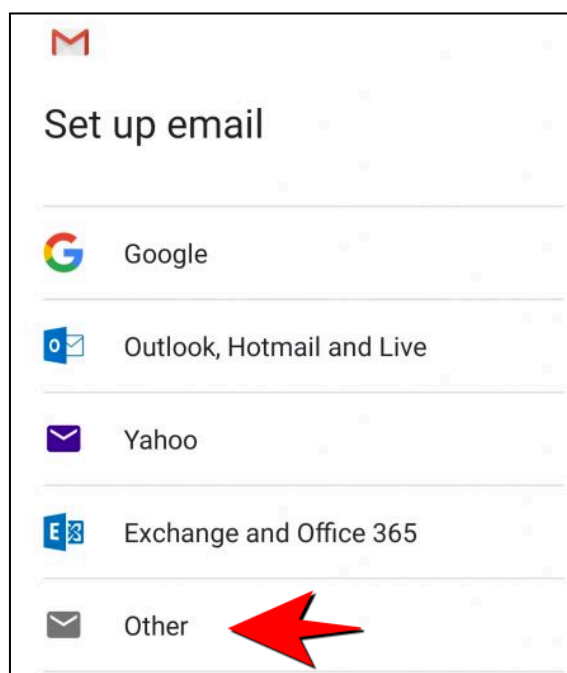 Set up email
Google
Outlook, Hotmail and Live
Yahoo
Exchange and Office 365
Other